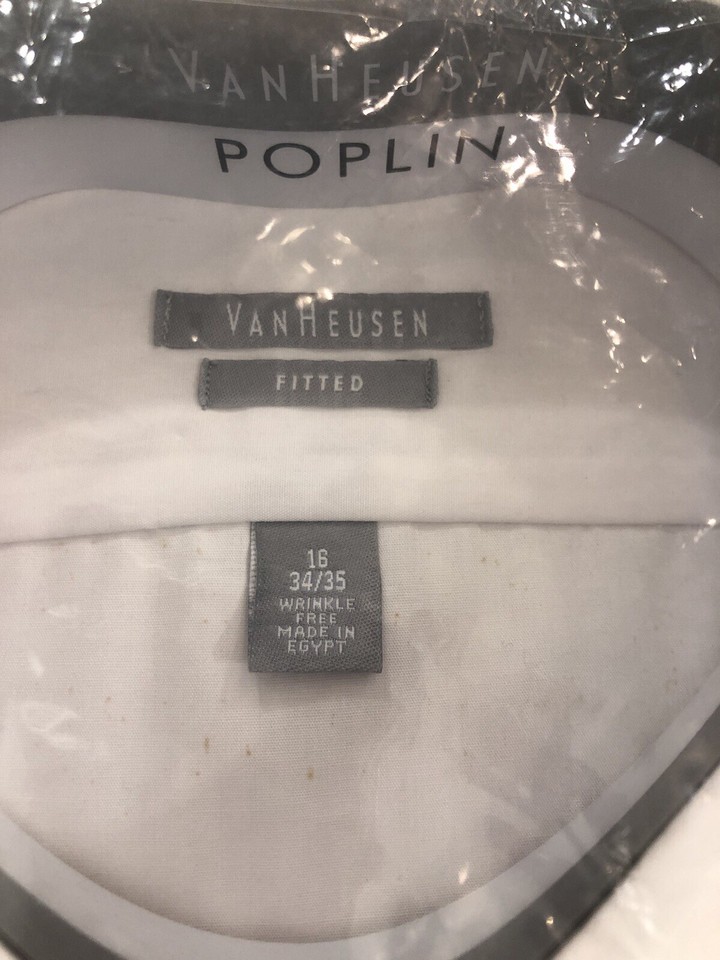 VANHEUSEN
POPLIN
VANHEUSEN
FITTED
16
34/35
WRINKLE
FREE
MADE IN
EGYPT